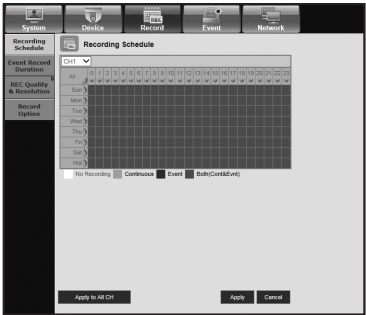 System Device REC Record Event Network
Recording Schedule
Event Record Duration
REC Quality & Resolution
Record Option
Recording Schedule
CH1
All 0 1 2 3 4 5 6 7 8 9 10 11 12 13 14 15 16 17 18 19 20 21 22 23
Sun
Mon
Tue
Wed
Thu
Fri
Sat
Hol
No Recording Continuous Event Both(Cont&Evnt)
Apply to All CH Apply Cancel